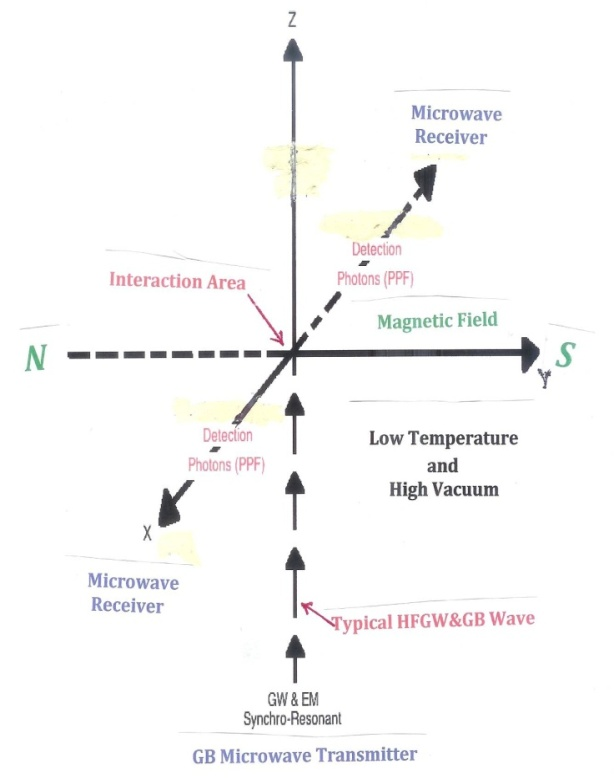 Z
Microwave
Receiver
Detection
Photons (PPF)
Interaction Area
Magnetic Field
N
S
Y
Detection
Photons (PPF)
Low Temperature
and
High Vacuum
X
Microwave
Receiver
Typical HFGW&GB Wave
GW & EM
Synchro-Resonant
GB Microwave Transmitter